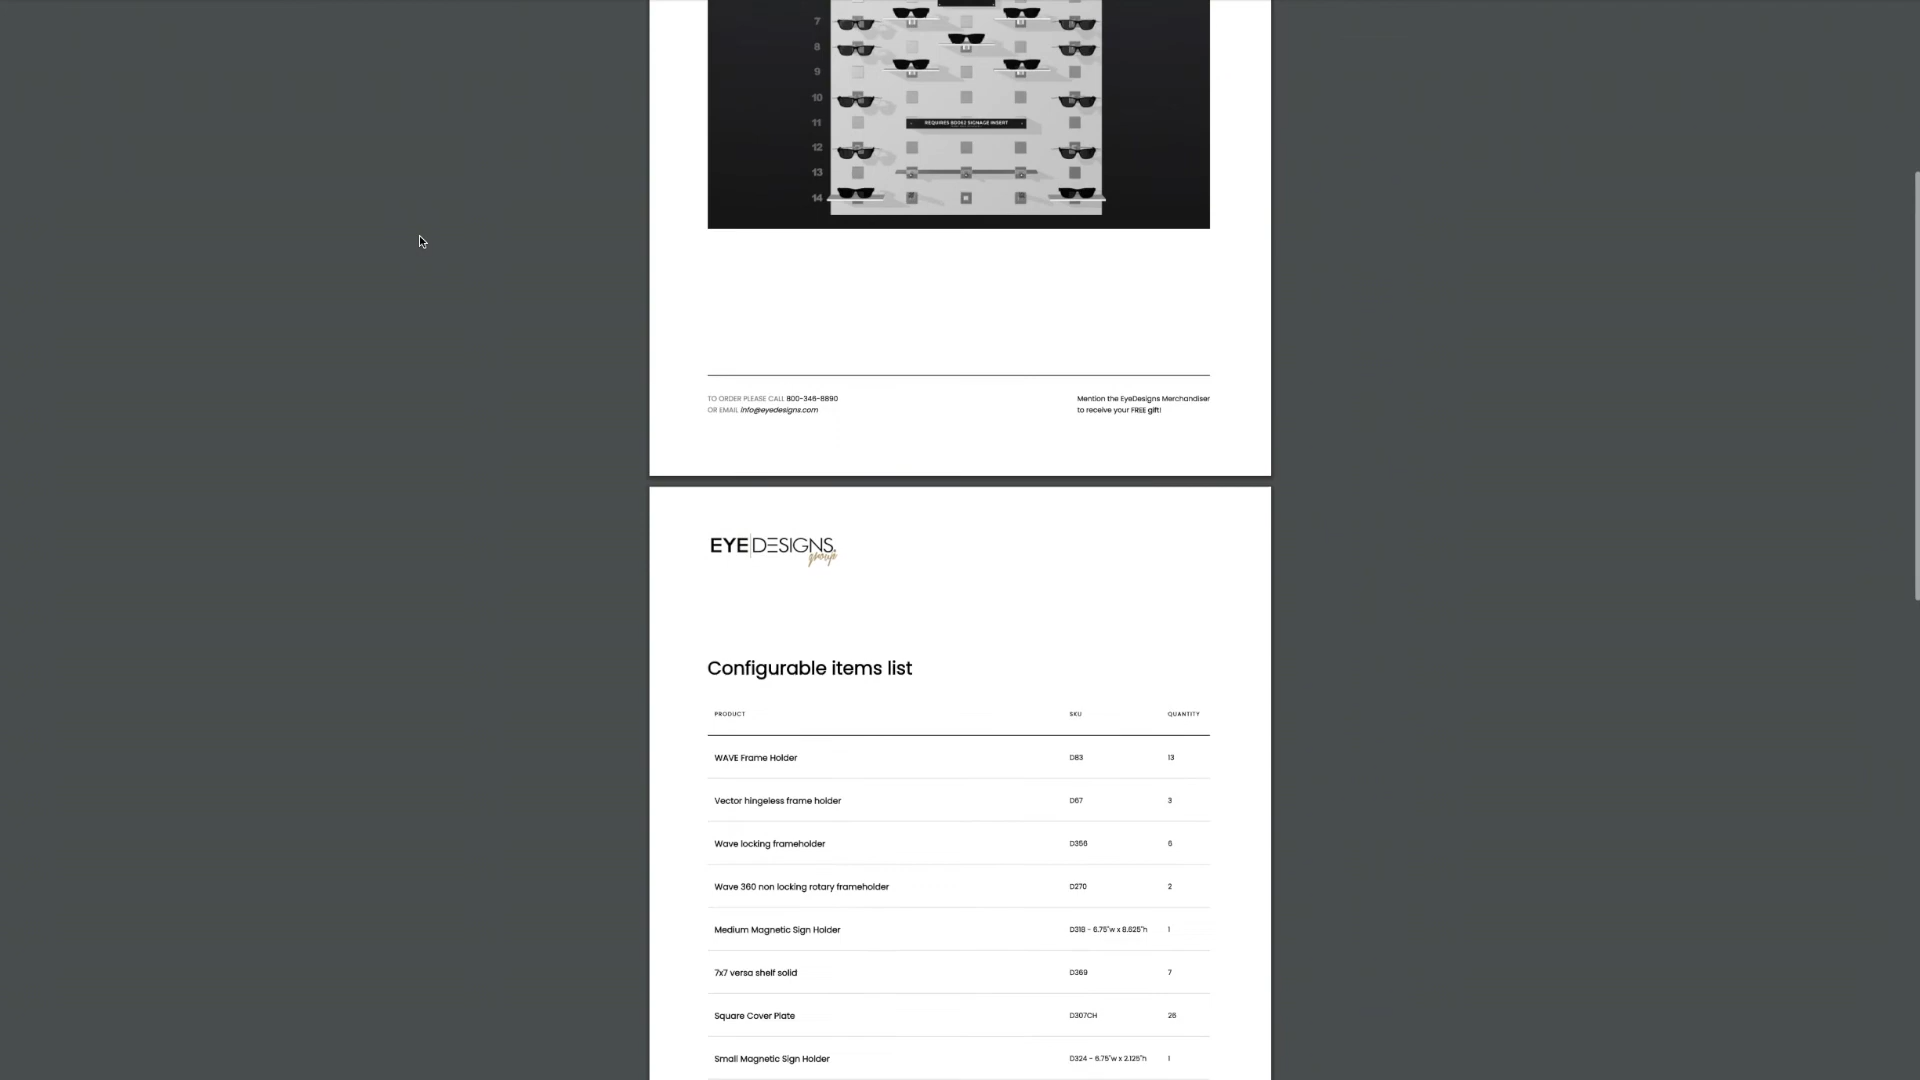 7
8
9
10
11
REQUIRES 800X2 SIGNAGE INSERT
12
13
14
TO ORDER PLEASE CALL 800-346-8890
OR EMAIL info@eyedesigns.com
Mention the EyeDesigns Merchandiser
to receive your FREE gift!
EYE DESIGNS.
group
Configurable items list
PRODUCT SKU QUANTITY
WAVE Frame Holder D83 13
Vector hingeless frame holder D67 3
Wave locking frameholder D356 6
Wave 360 non locking rotary frameholder D270 2
Medium Magnetic Sign Holder D318 - 6.75"w x 8.625"h 1
7x7 versa shelf solid D369 7
Square Cover Plate D307CH 26
Small Magnetic Sign Holder D324 - 6.75"w x 2.125"h 1